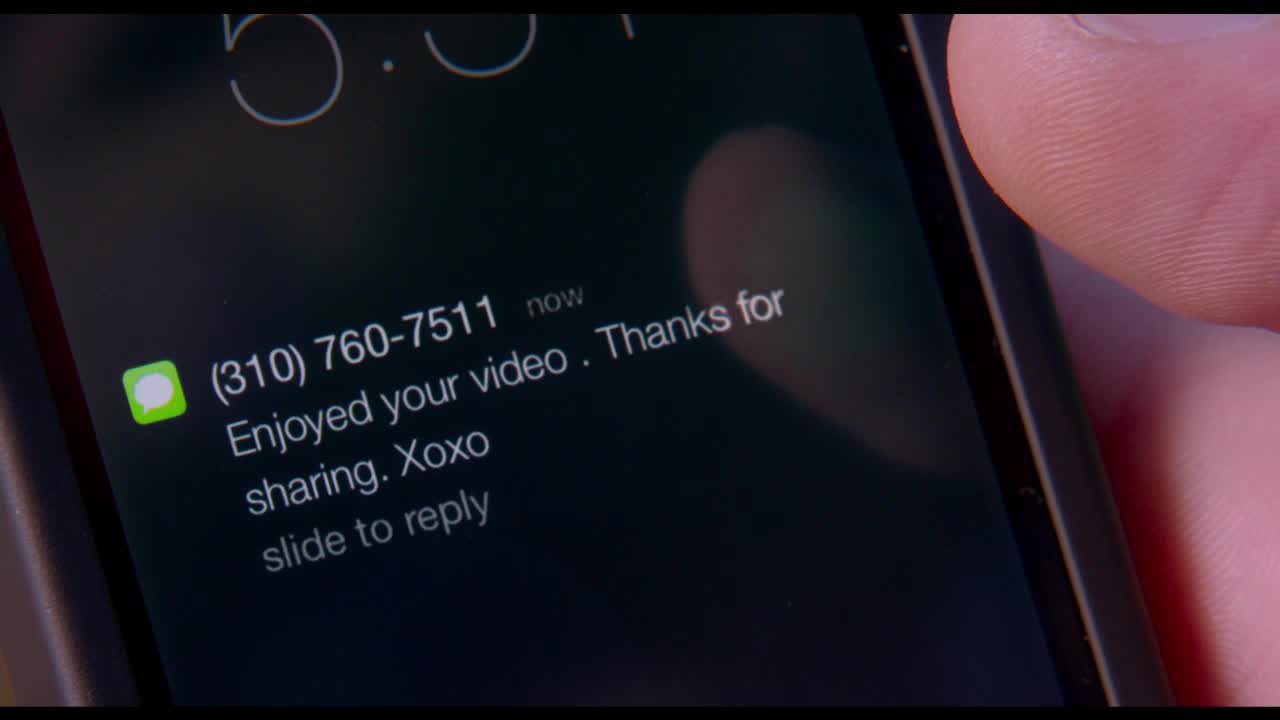 (310) 760-7511 now
Enjoyed your video . Thanks for
sharing. Xoxo
slide to reply